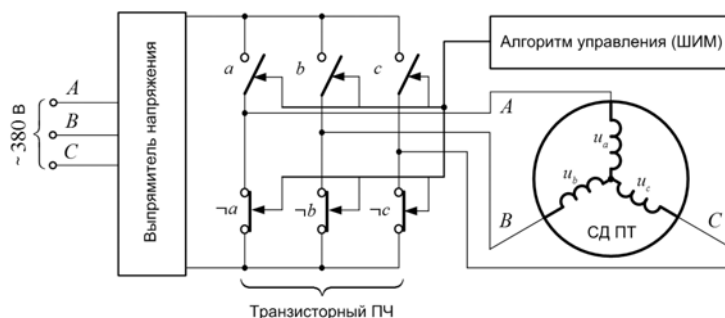 Алгоритм управления (ШИМ)
a
b
c
A
B
C
~380 В
Выпрямитель напряжения
A
u_a
u_b
u_c
¬a
¬b
¬c
B
C
СД ПТ
Транзисторный ПЧ